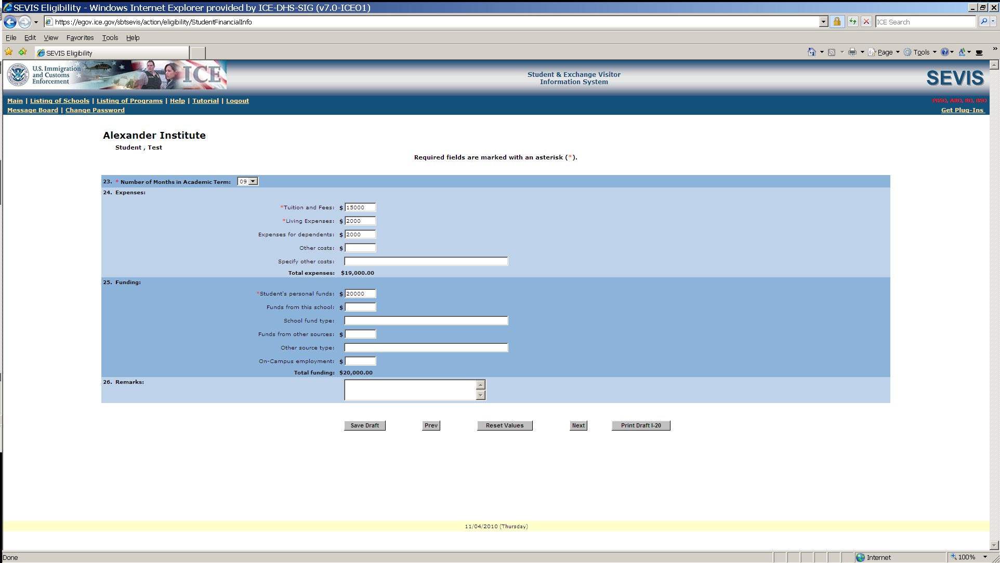 SEVIS Eligibility - Windows Internet Explorer provided by ICE-DHS-SIG (v7.0-ICEO1)
https://egov.ice.gov/sbtsevis/action/eligibility/StudentFinancialInfo
ICE Search
File Edit View Favorites Tools Help
SEVIS Eligibility
Page Tools
U.S. Immigration
and Customs
Enforcement
ICE
Student & Exchange Visitor
Information System
SEVIS
Main | Listing of Schools | Listing of Programs | Help | Tutorial | Logout
PDSO, ARO, RO, DSO
Message Board | Change Password
Get Plug-Ins
Alexander Institute
Student , Test
Required fields are marked with an asterisk (*).
23. * Number of Months in Academic Term: 09
24. Expenses:
*Tuition and Fees: $ 15000
*Living Expenses: $ 2000
Expenses for dependents: $ 2000
Other costs: $
Specify other costs:
Total expenses: $19,000.00
25. Funding:
*Student's personal funds: $ 20000
Funds from this school: $
School fund type:
Funds from other sources: $
Other source type:
On-Campus employment: $
Total funding: $20,000.00
26. Remarks:
Save Draft Prev Reset Values Next Print Draft I-20
11/04/2010 (Thursday)
Done
Internet
100%